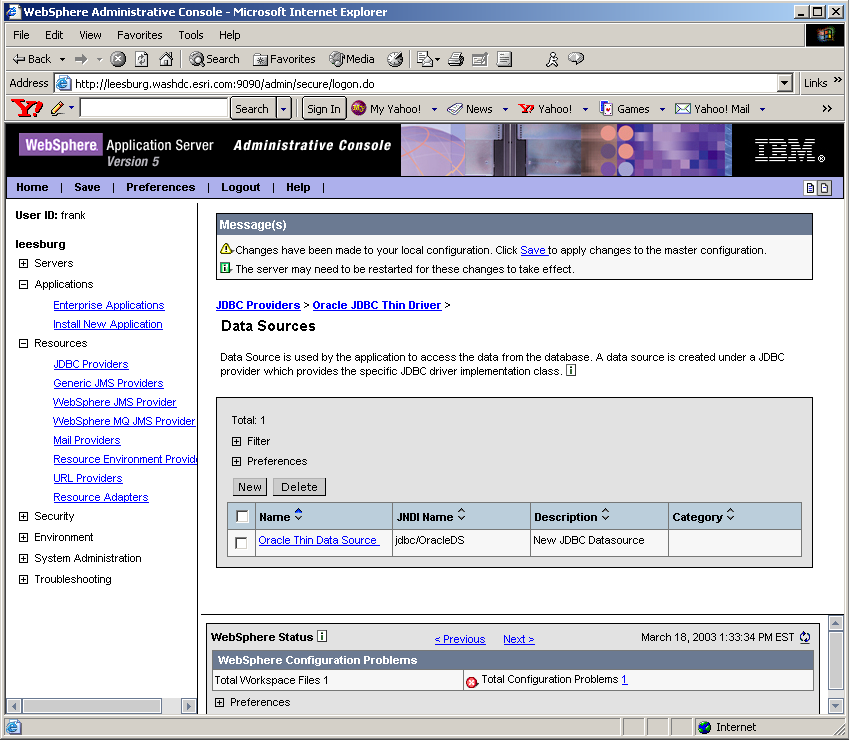 WebSphere Administrative Console - Microsoft Internet Explorer
File Edit View Favorites Tools Help
Back Search Favorites Media
Address http://leesburg.washdc.esri.com:9090/admin/secure/logon.do Links »
Y! Search Sign In My Yahoo! News Yahoo! Games Yahoo! Mail »
WebSphere Application Server Administrative Console IBM®
Version 5
Home | Save | Preferences | Logout | Help |
User ID: frank
leesburg
Servers
Applications
Enterprise Applications
Install New Application
Resources
JDBC Providers
Generic JMS Providers
WebSphere JMS Provider
WebSphere MQ JMS Provider
Mail Providers
Resource Environment Provid
URL Providers
Resource Adapters
Security
Environment
System Administration
Troubleshooting
Message(s)
Changes have been made to your local configuration. Click Save to apply changes to the master configuration.
The server may need to be restarted for these changes to take effect.
JDBC Providers > Oracle JDBC Thin Driver >
Data Sources
Data Source is used by the application to access the data from the database. A data source is created under a JDBC
provider which provides the specific JDBC driver implementation class. i
Total: 1
Filter
Preferences
New Delete
Name JNDI Name Description Category
Oracle Thin Data Source jdbc/OracleDS New JDBC Datasource
WebSphere Status i < Previous Next > March 18, 2003 1:33:34 PM EST
WebSphere Configuration Problems
Total Workspace Files 1 Total Configuration Problems 1
Preferences
Internet